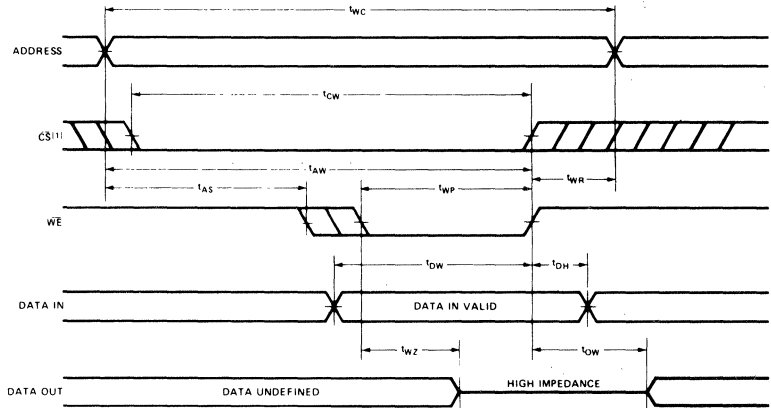 tWC
ADDRESS
tCW
CS[1]
tAW
tAS
tWP
tWR
WE
tDW
tDH
DATA IN
DATA IN VALID
tWZ
tOW
DATA OUT
DATA UNDEFINED
HIGH IMPEDANCE